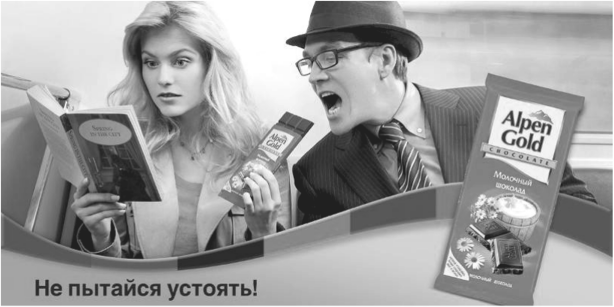 Alpen
Gold
Alpen
Gold
CHOCOLATE
Молочный
шоколад
Не пытайся устоять!